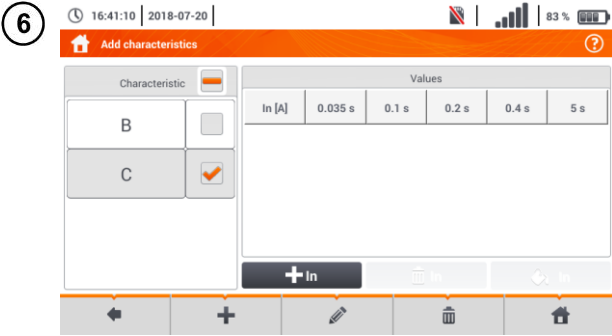 6
16:41:10 2018-07-20 83 %
Add characteristics ?
Characteristic
Values
In [A] 0.035 s 0.1 s 0.2 s 0.4 s 5 s
B
C
+ In In In